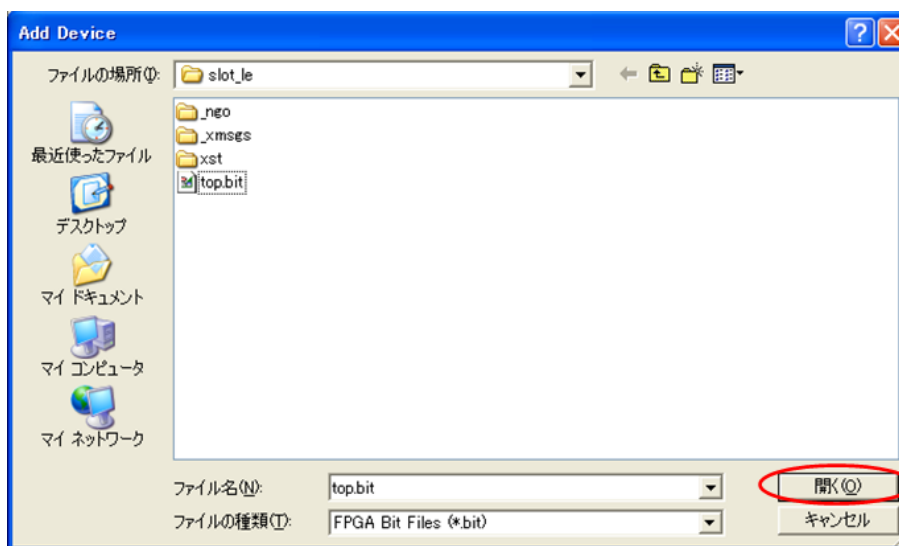 Add Device
ファイルの場所(I):
slot_le
_ngo
_xmsgs
xst
top.bit
最近使ったファイル
デスクトップ
マイ ドキュメント
マイ コンピュータ
マイ ネットワーク
ファイル名(N):
top.bit
開く(O)
ファイルの種類(T):
FPGA Bit Files (*.bit)
キャンセル